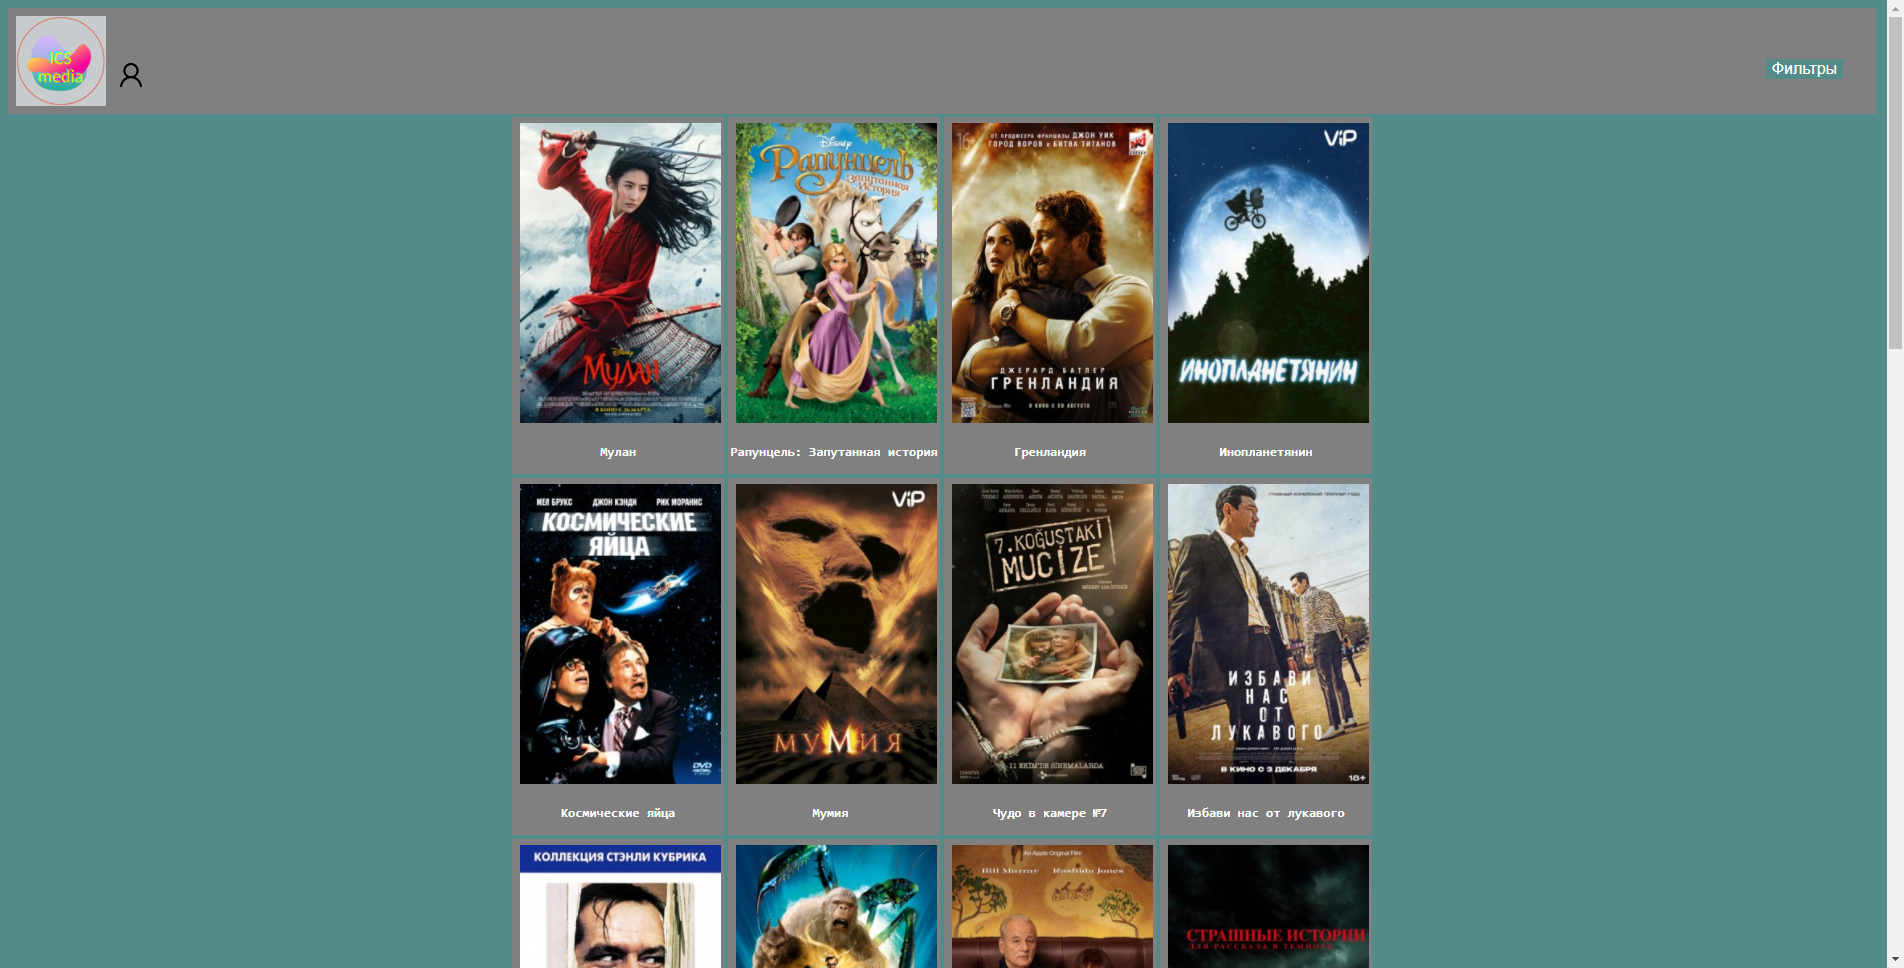 ICS
media
Фильтры
Disney
МУЛАН
В КИНО С 26 МАРТА
Мулан
Disney
Рапунцель
Запутанная
История
Рапунцель: Запутанная история
16+
ОТ ПРОДЮСЕРА ФРАНШИЗЫ ДЖОН УИК
ГОРОД ВОРОВ и БИТВА ТИТАНОВ
ДЖЕРАРД БАТЛЕР
ГРЕНЛАНДИЯ
В КИНО С 20 АВГУСТА
Гренландия
ViP
ИНОПЛАНЕТЯНИН
Инопланетянин
МЕЛ БРУКС ДЖОН КЭНДИ РИК МОРАНИС
КОСМИЧЕСКИЕ
ЯЙЦА
DVD
Космические яйца
ViP
МУМИЯ
Мумия
7. KOĞUŞTAKİ
MUCİZE
11 EKİM'DE SİNEMALARDA
Чудо в камере №7
ГЛАВНЫЙ КОРЕЙСКИЙ ТРИЛЛЕР ГОДА
ИЗБАВИ
НАС
ОТ
ЛУКАВОГО
В КИНО С 3 ДЕКАБРЯ
18+
Избави нас от лукавого
КОЛЛЕКЦИЯ СТЭНЛИ КУБРИКА
An Apple Original Film
Bill Murray Rashida Jones
СТРАШНЫЕ ИСТОРИИ
ДЛЯ РАССКАЗА В ТЕМНОТЕ